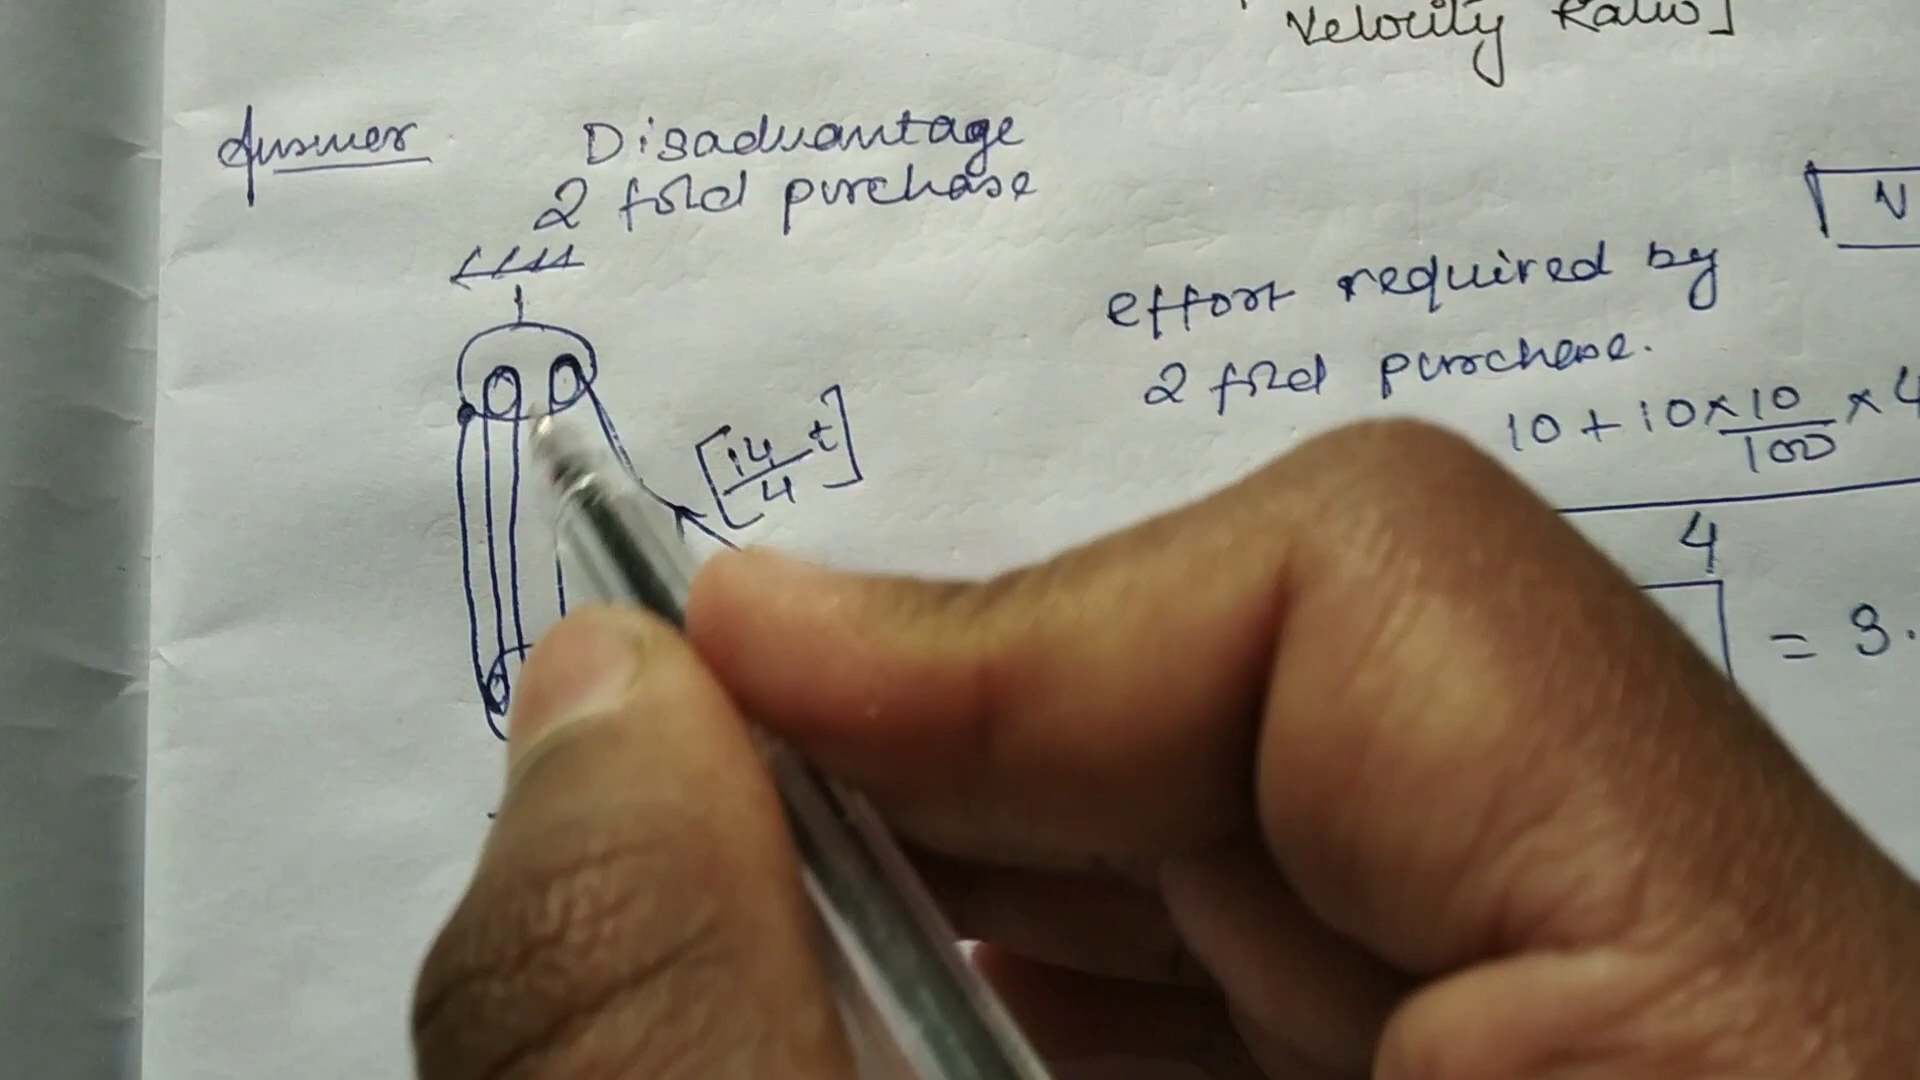 Velocity Ratio]
Answer
Disadvantage
2 fold purchase
V
effort required by
2 fold purchase.
10 + 10 × 10/100 × 4
4
[14/4 t]
= 3.